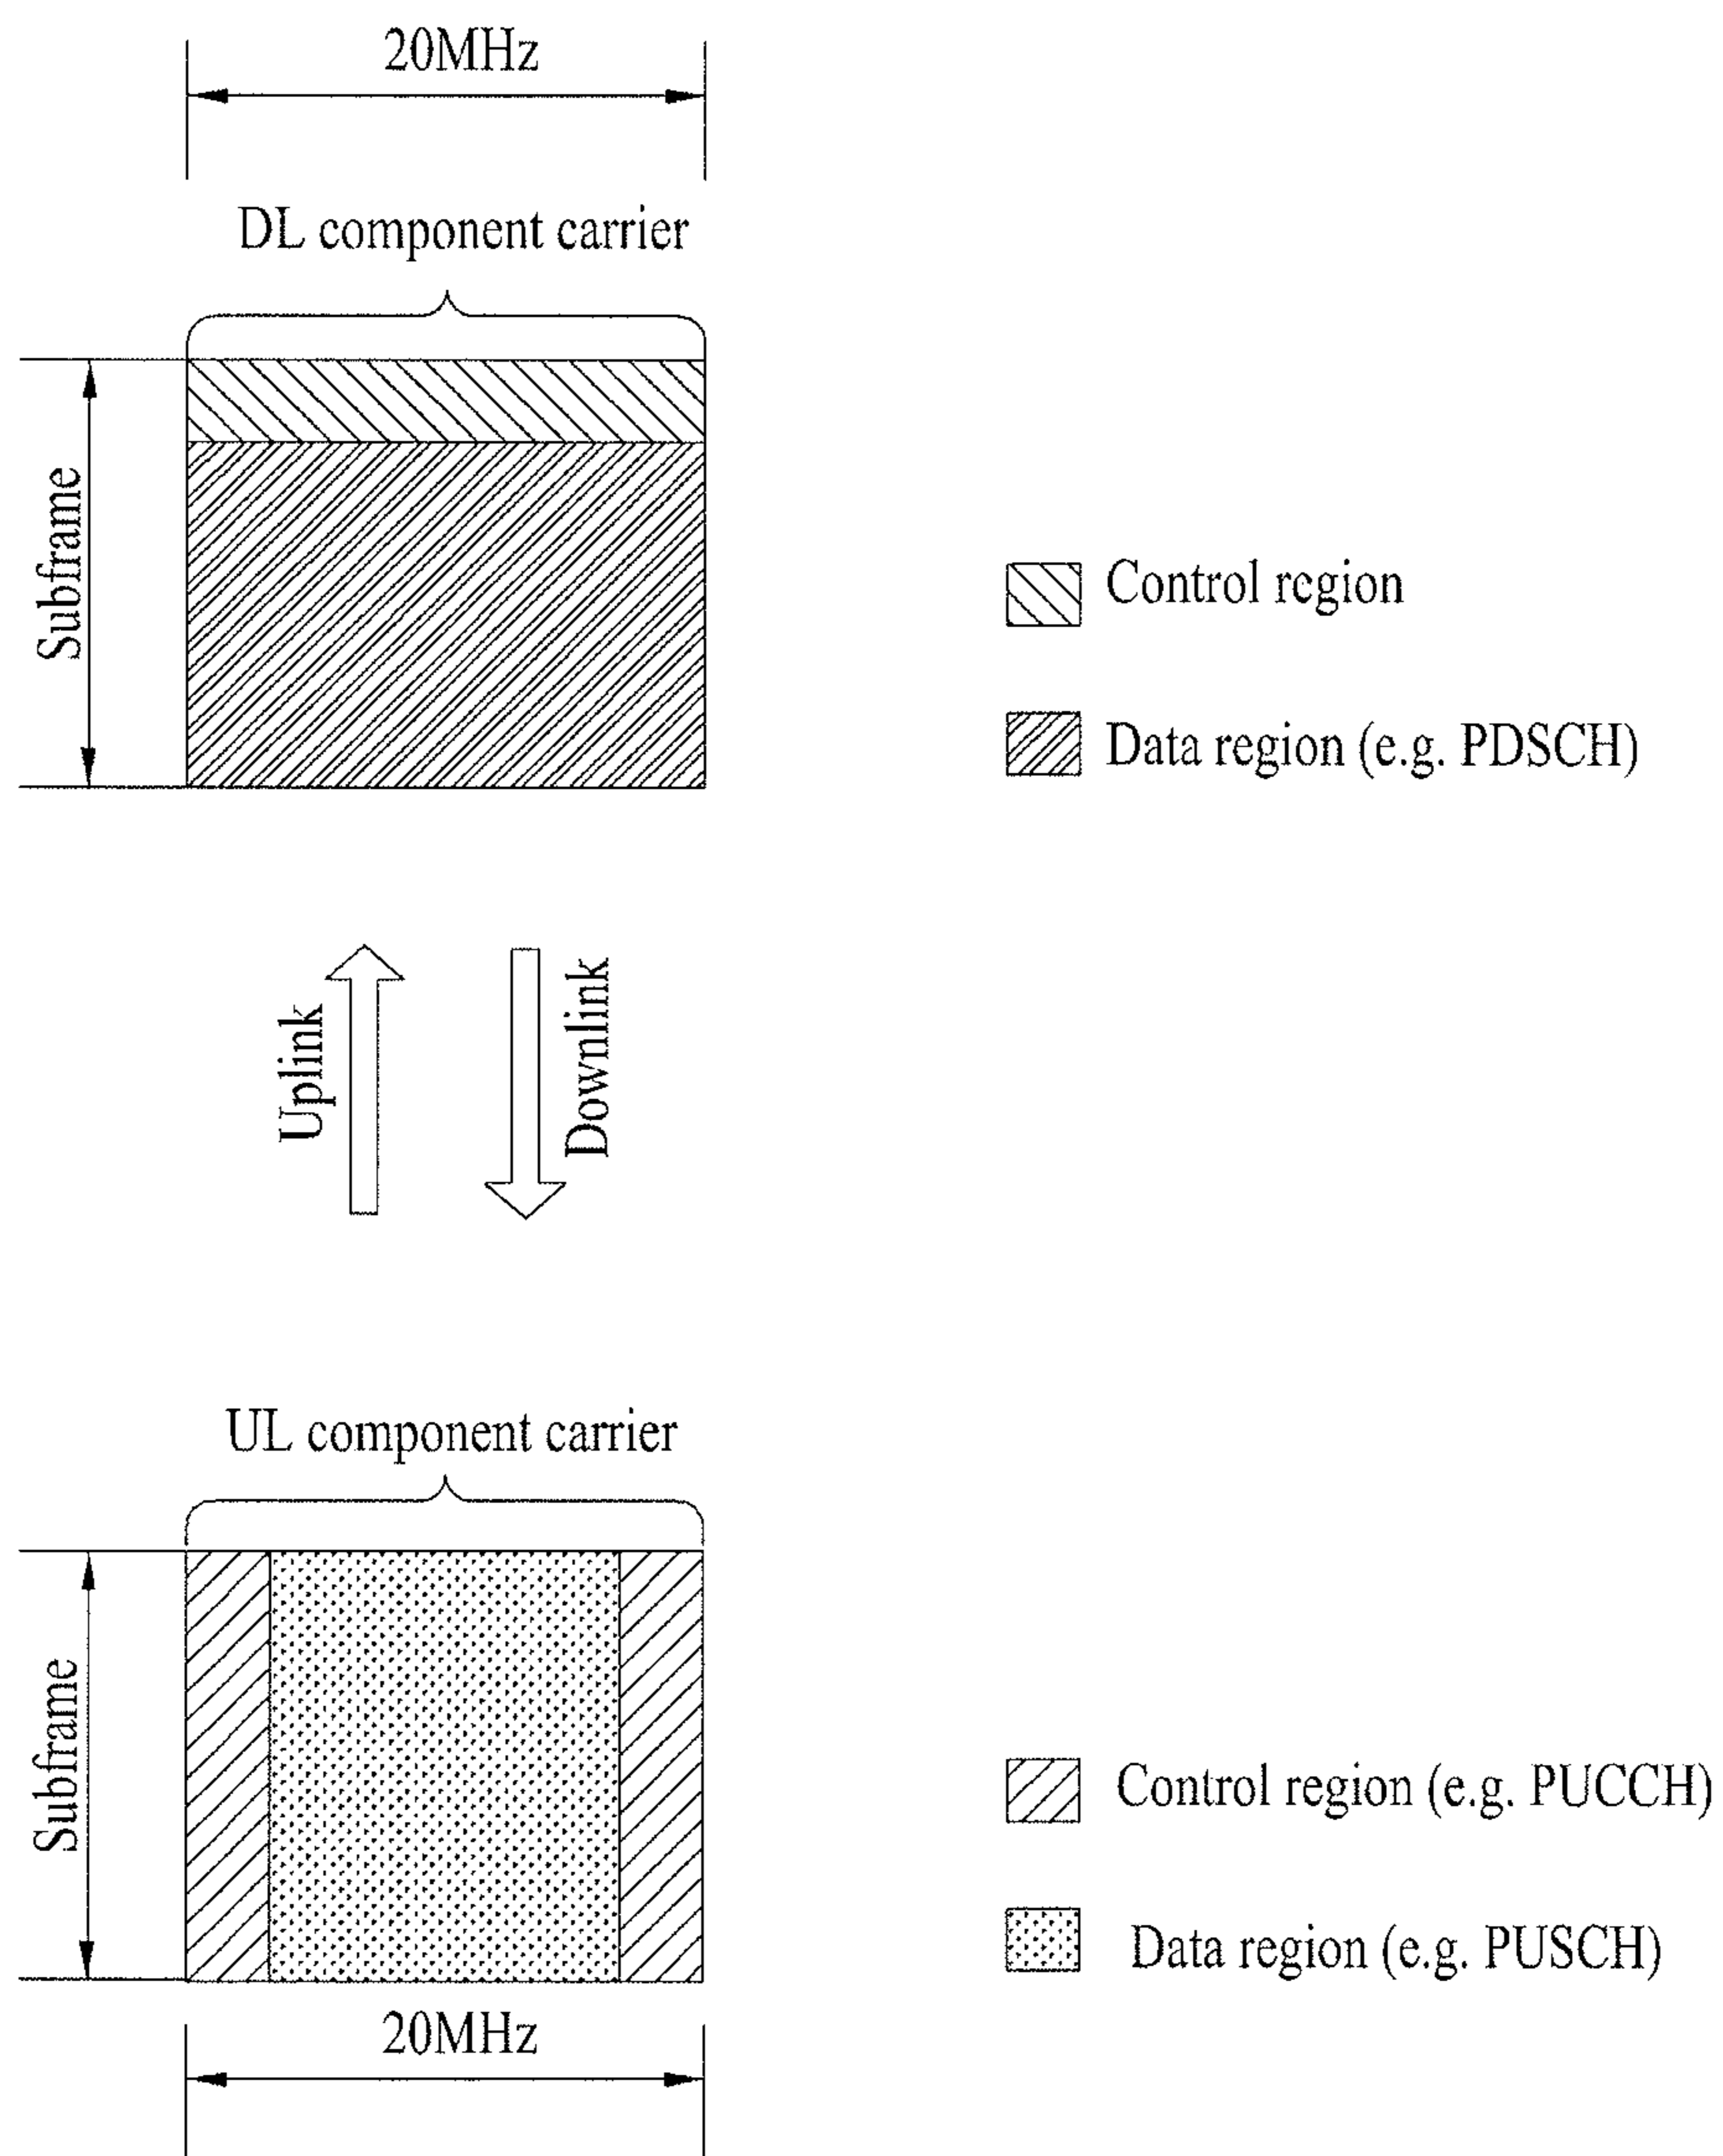 20MHz
DL component carrier
Subframe
Control region
Data region (e.g. PDSCH)
Uplink
Downlink
UL component carrier
Subframe
Control region (e.g. PUCCH)
Data region (e.g. PUSCH)
20MHz